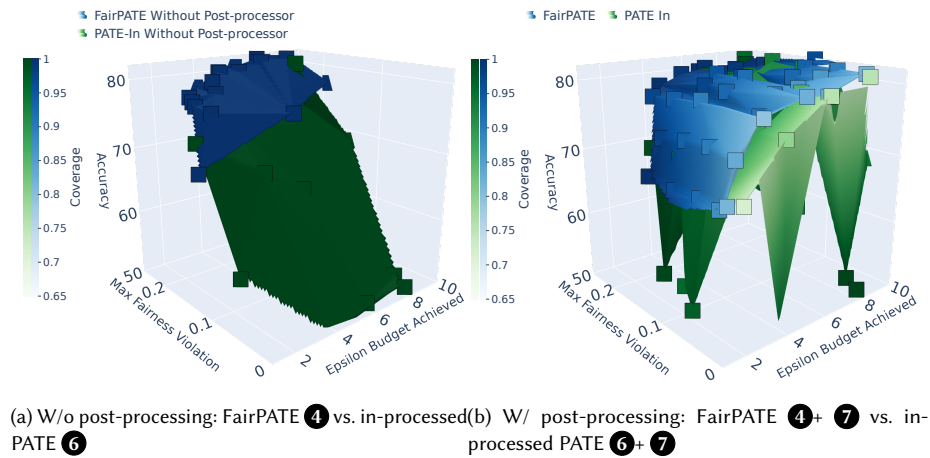 FairPATE Without Post-processor
PATE-In Without Post-processor
1
0.95
0.9
0.85
0.8
0.75
0.7
0.65
Coverage
80
70
60
50
Accuracy
0.2
0.1
0
Max Fairness Violation
2
4
6
8
10
Epsilon Budget Achieved
FairPATE
PATE In
1
0.95
0.9
0.85
0.8
0.75
0.7
0.65
Coverage
80
70
60
50
Accuracy
0.2
0.1
0
Max Fairness Violation
2
4
6
8
10
Epsilon Budget Achieved
(a) W/o post-processing: FairPATE 4 vs. in-processed
PATE 6
(b) W/ post-processing: FairPATE 4+ 7 vs. in-
processed PATE 6+ 7